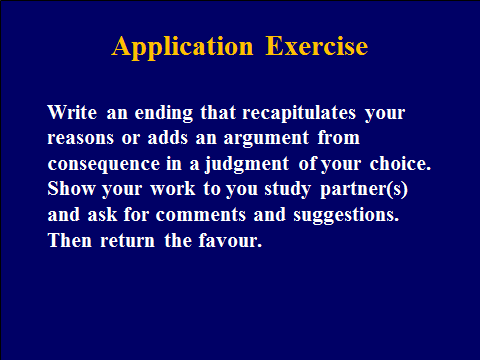 Application Exercise
Write an ending that recapitulates your
reasons or adds an argument from
consequence in a judgment of your choice.
Show your work to you study partner(s)
and ask for comments and suggestions.
Then return the favour.